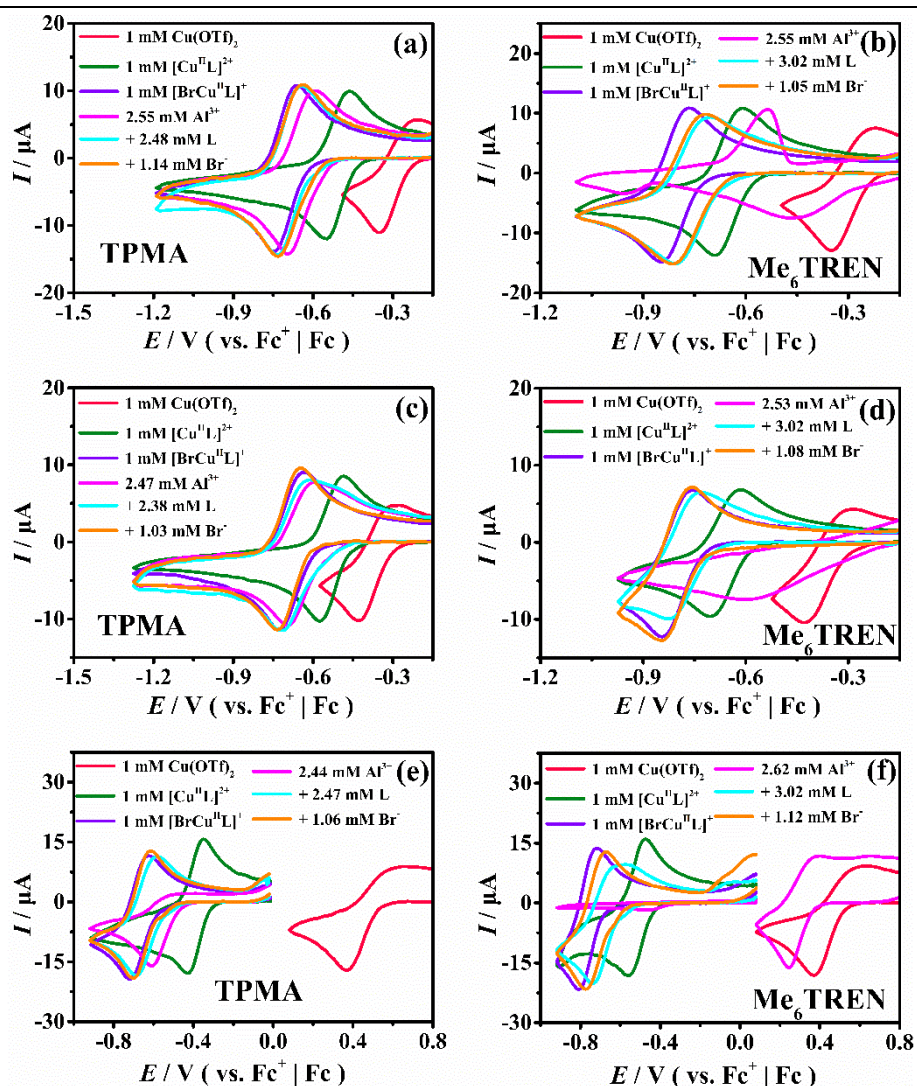 (a)
1 mM Cu(OTf)₂
1 mM [CuᴵᴵL]²⁺
1 mM [BrCuᴵᴵL]⁺
2.55 mM Al³⁺
+ 2.48 mM L
+ 1.14 mM Br⁻
TPMA
20
10
0
-10
-20
I / µA
-1.5 -1.2 -0.9 -0.6 -0.3
E / V ( vs. Fc⁺ | Fc )
(b)
1 mM Cu(OTf)₂
1 mM [CuᴵᴵL]²⁺
1 mM [BrCuᴵᴵL]⁺
2.55 mM Al³⁺
+ 3.02 mM L
+ 1.05 mM Br⁻
Me₆TREN
20
10
0
-10
-20
I / µA
-1.2 -0.9 -0.6 -0.3
E / V ( vs. Fc⁺ | Fc )
(c)
1 mM Cu(OTf)₂
1 mM [CuᴵᴵL]²⁺
1 mM [BrCuᴵᴵL]⁺
2.47 mM Al³⁺
+ 2.38 mM L
+ 1.03 mM Br⁻
TPMA
20
10
0
-10
I / µA
-1.5 -1.2 -0.9 -0.6 -0.3
E / V ( vs. Fc⁺ | Fc )
(d)
1 mM Cu(OTf)₂
1 mM [CuᴵᴵL]²⁺
1 mM [BrCuᴵᴵL]⁺
2.53 mM Al³⁺
+ 3.02 mM L
+ 1.08 mM Br⁻
Me₆TREN
20
10
0
-10
I / µA
-1.2 -0.9 -0.6 -0.3
E / V ( vs. Fc⁺ | Fc )
(e)
1 mM Cu(OTf)₂
1 mM [CuᴵᴵL]²⁺
1 mM [BrCuᴵᴵL]⁺
2.44 mM Al³⁺
+ 2.47 mM L
+ 1.06 mM Br⁻
TPMA
30
15
0
-15
-30
I / µA
-0.8 -0.4 0.0 0.4 0.8
E / V ( vs. Fc⁺ | Fc )
(f)
1 mM Cu(OTf)₂
1 mM [CuᴵᴵL]²⁺
1 mM [BrCuᴵᴵL]⁺
2.62 mM Al³⁺
+ 3.02 mM L
+ 1.12 mM Br⁻
Me₆TREN
30
15
0
-15
-30
I / µA
-0.8 -0.4 0.0 0.4 0.8
E / V ( vs. Fc⁺ | Fc )